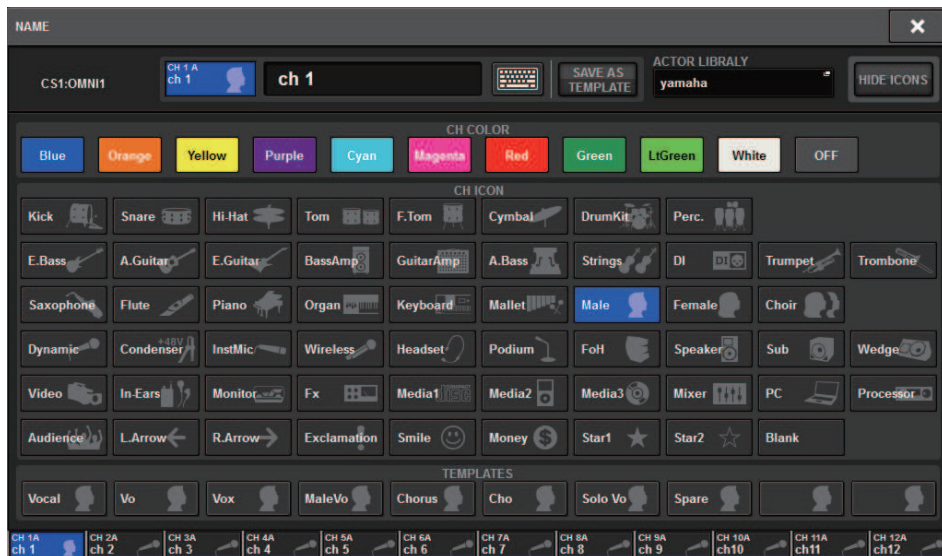 NAME
CS1:OMNI1
CH 1 A
ch 1
ch 1
SAVE AS
TEMPLATE
ACTOR LIBRALY
yamaha
HIDE ICONS
CH COLOR
Blue Orange Yellow Purple Cyan Magenta Red Green LtGreen White OFF
CH ICON
Kick Snare Hi-Hat Tom F.Tom Cymbal DrumKit Perc.
E.Bass A.Guitar E.Guitar BassAmp GuitarAmp A.Bass Strings DI DI Trumpet Trombone
Saxophone Flute Piano Organ Keyboard Mallet Male Female Choir
Dynamic Condenser +48V InstMic Wireless Headset Podium FoH Speaker Sub Wedge
Video In-Ears Monitor Fx Media1 Media2 Media3 Mixer PC Processor
Audience L.Arrow R.Arrow Exclamation Smile Money $ Star1 Star2 Blank
TEMPLATES
Vocal Vo Vox MaleVo Chorus Cho Solo Vo Spare
CH 1A CH 2A CH 3A CH 4A CH 5A CH 6A CH 7A CH 8A CH 9A CH 10A CH 11A CH 12A
ch 1 ch 2 ch 3 ch 4 ch 5 ch 6 ch 7 ch 8 ch 9 ch10 ch11 ch12